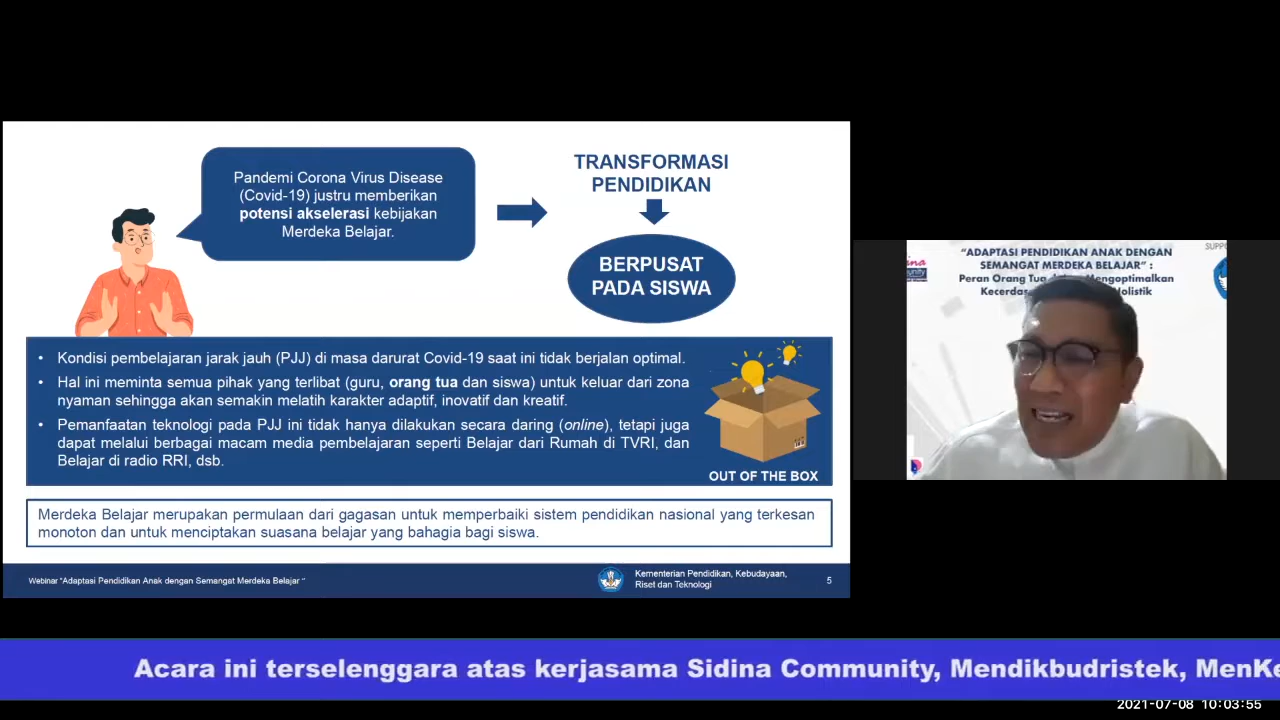 Pandemi Corona Virus Disease
(Covid-19) justru memberikan
potensi akselerasi kebijakan
Merdeka Belajar.
TRANSFORMASI
PENDIDIKAN
BERPUSAT
PADA SISWA
• Kondisi pembelajaran jarak jauh (PJJ) di masa darurat Covid-19 saat ini tidak berjalan optimal.
• Hal ini meminta semua pihak yang terlibat (guru, orang tua dan siswa) untuk keluar dari zona
nyaman sehingga akan semakin melatih karakter adaptif, inovatif dan kreatif.
• Pemanfaatan teknologi pada PJJ ini tidak hanya dilakukan secara daring (online), tetapi juga
dapat melalui berbagai macam media pembelajaran seperti Belajar dari Rumah di TVRI, dan
Belajar di radio RRI, dsb.
OUT OF THE BOX
Merdeka Belajar merupakan permulaan dari gagasan untuk memperbaiki sistem pendidikan nasional yang terkesan
monoton dan untuk menciptakan suasana belajar yang bahagia bagi siswa.
Webinar "Adaptasi Pendidikan Anak dengan Semangat Merdeka Belajar "
Kementerian Pendidikan, Kebudayaan,
Riset dan Teknologi
5
"ADAPTASI PENDIDIKAN ANAK DENGAN
SEMANGAT MERDEKA BELAJAR" :
Peran Orang Tua Mengoptimalkan
Kecerdas
Acara ini terselenggara atas kerjasama Sidina Community, Mendikbudristek, MenKe
2021-07-08 10:03:55